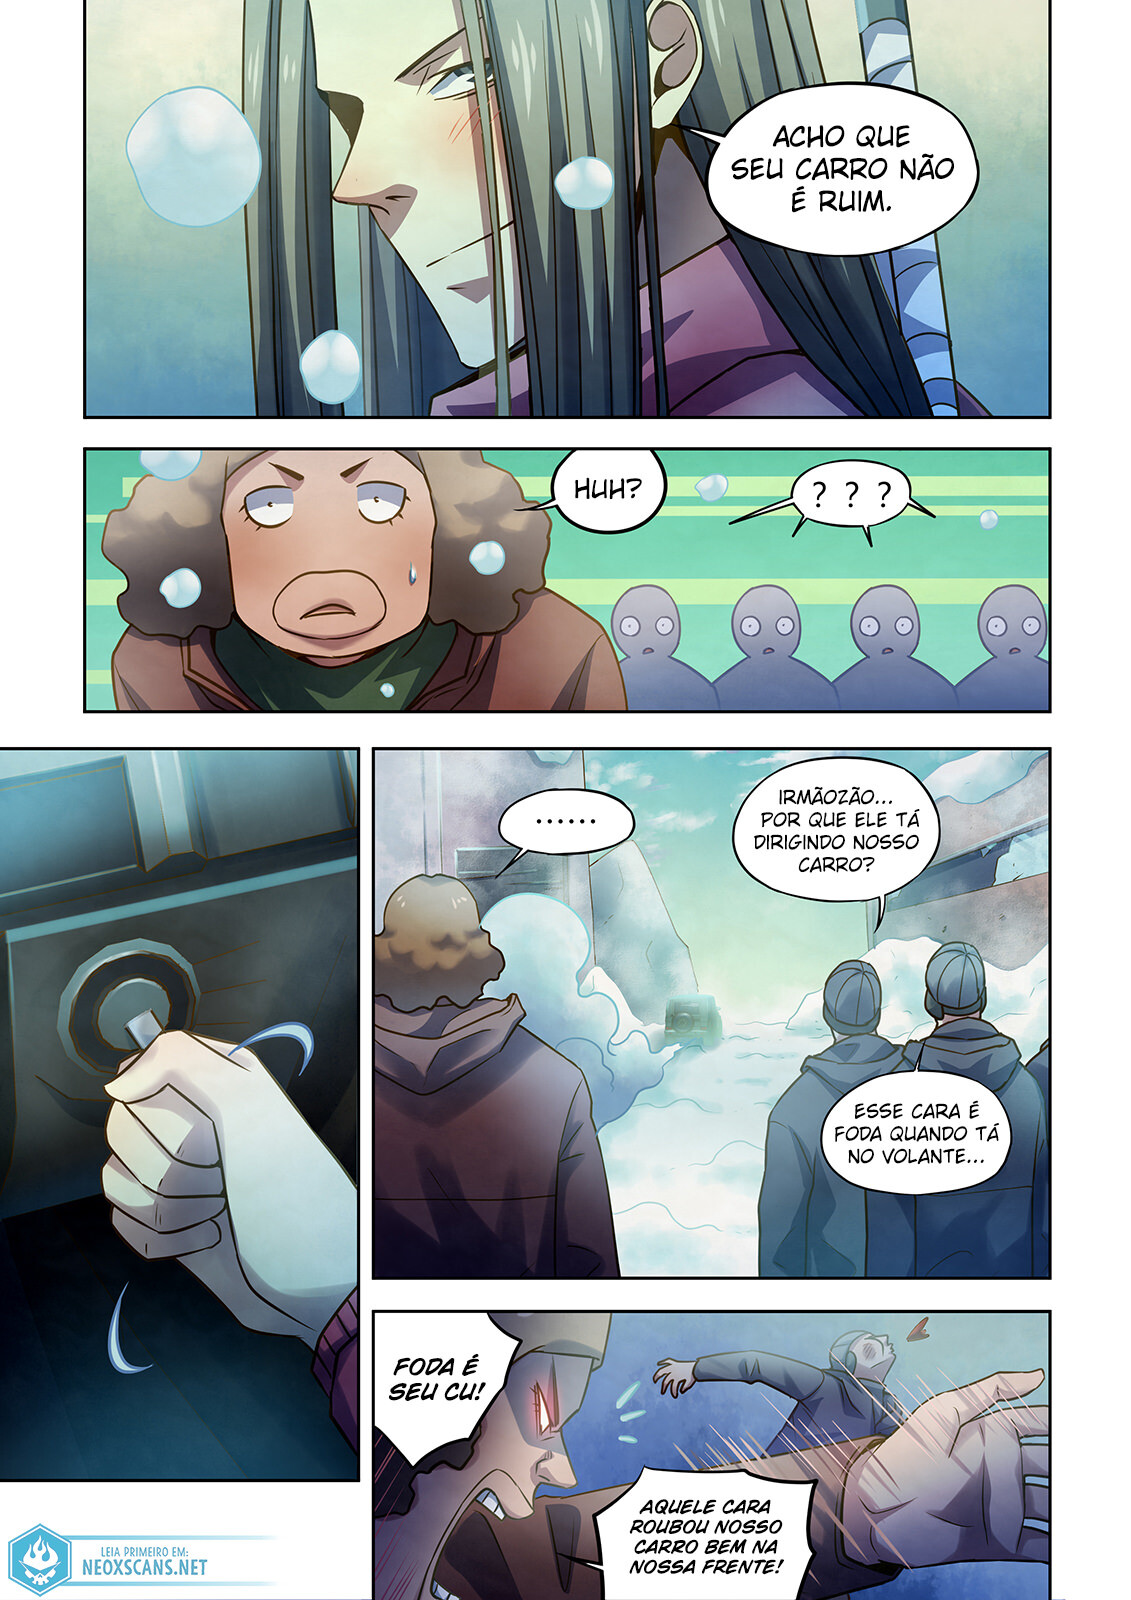 ACHO QUE
SEU CARRO NÃO
É RUIM.
HUH?
? ? ?
......
IRMÃOZÃO...
POR QUE ELE TÁ
DIRIGINDO NOSSO
CARRO?
ESSE CARA É
FODA QUANDO TÁ
NO VOLANTE...
FODA É
SEU CU!
AQUELE CARA
ROUBOU NOSSO
CARRO BEM NA
NOSSA FRENTE!
LEIA PRIMEIRO EM:
NEOXSCANS.NET